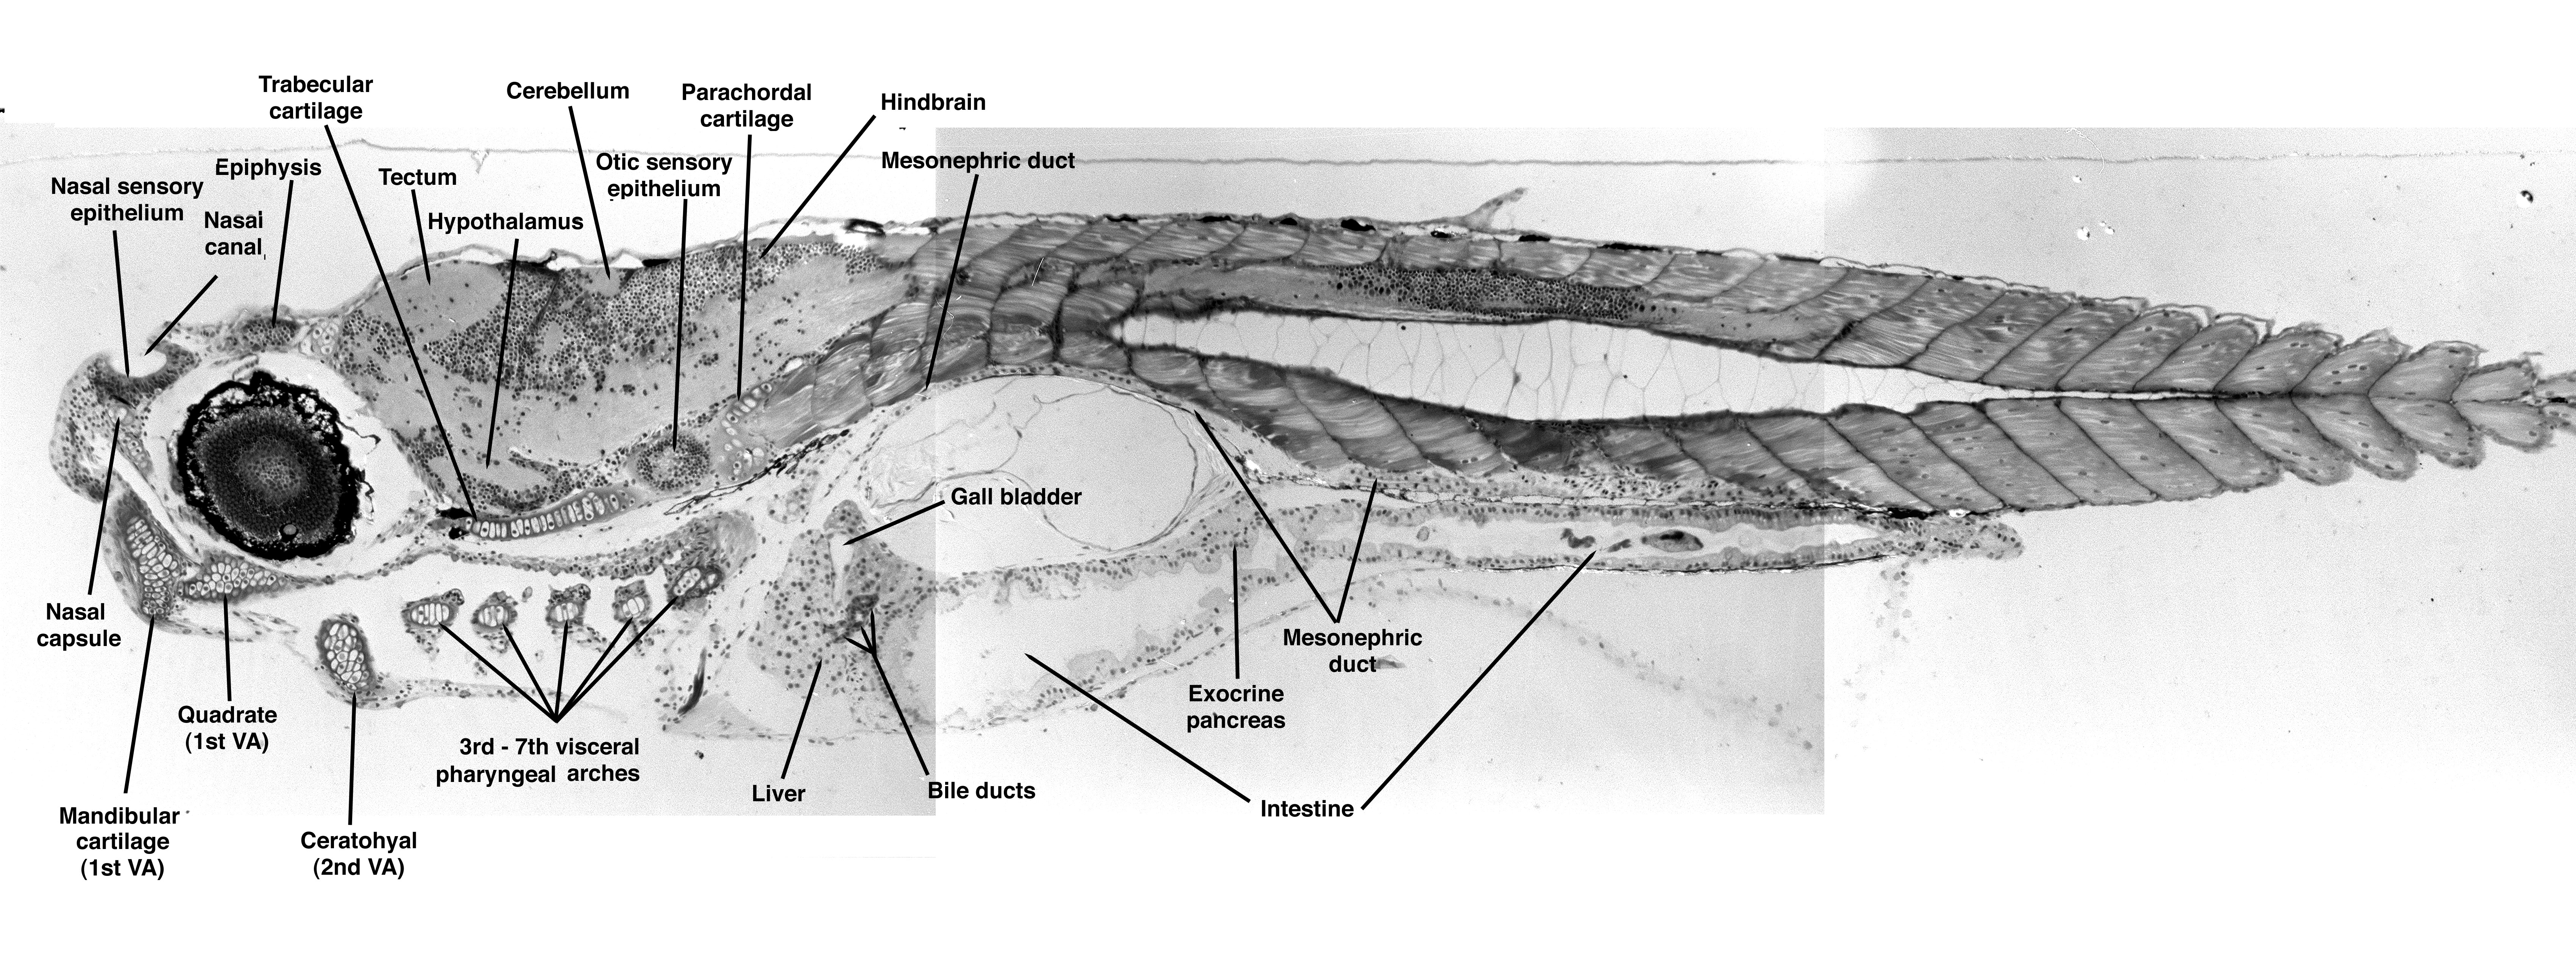 Trabecular
cartilage
Cerebellum
Parachordal
cartilage
Hindbrain
Nasal sensory
epithelium
Nasal
canal
Epiphysis
Tectum
Hypothalamus
Otic sensory
epithelium
Mesonephric duct
Gall bladder
Nasal
capsule
Quadrate
(1st VA)
Mandibular
cartilage
(1st VA)
Ceratohyal
(2nd VA)
3rd - 7th visceral
pharyngeal arches
Liver
Bile ducts
Exocrine
pancreas
Mesonephric
duct
Intestine